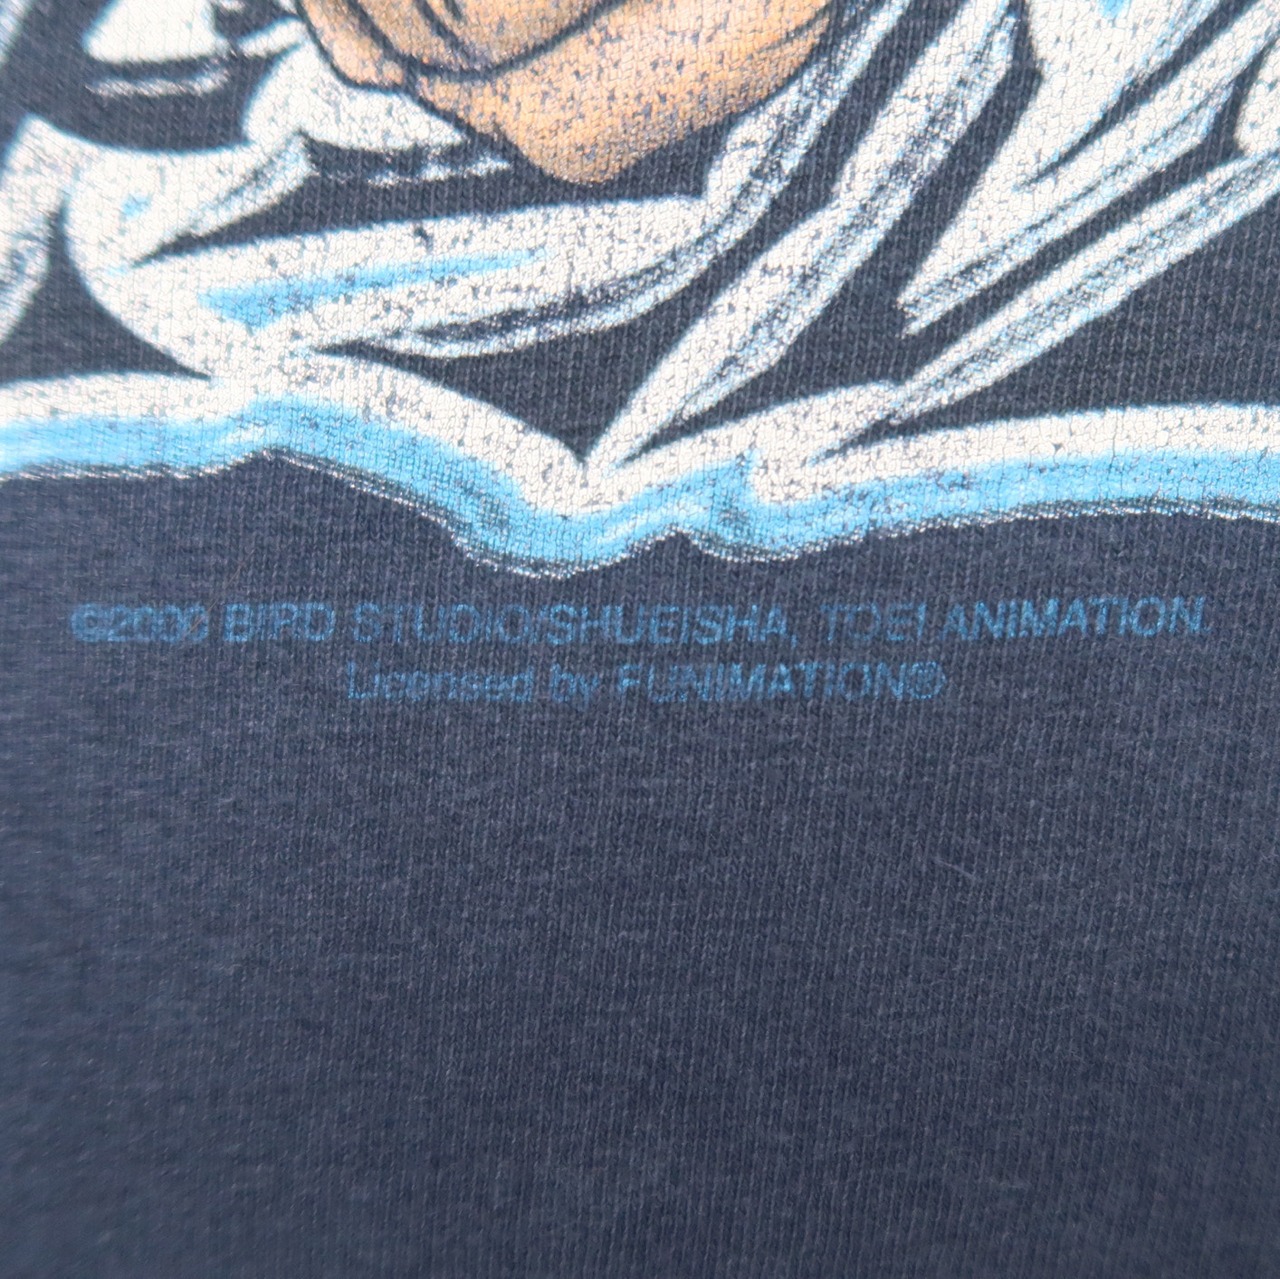 ©2000 BIRD STUDIO/SHUEISHA, TOEI ANIMATION.
Licensed by FUNIMATION®